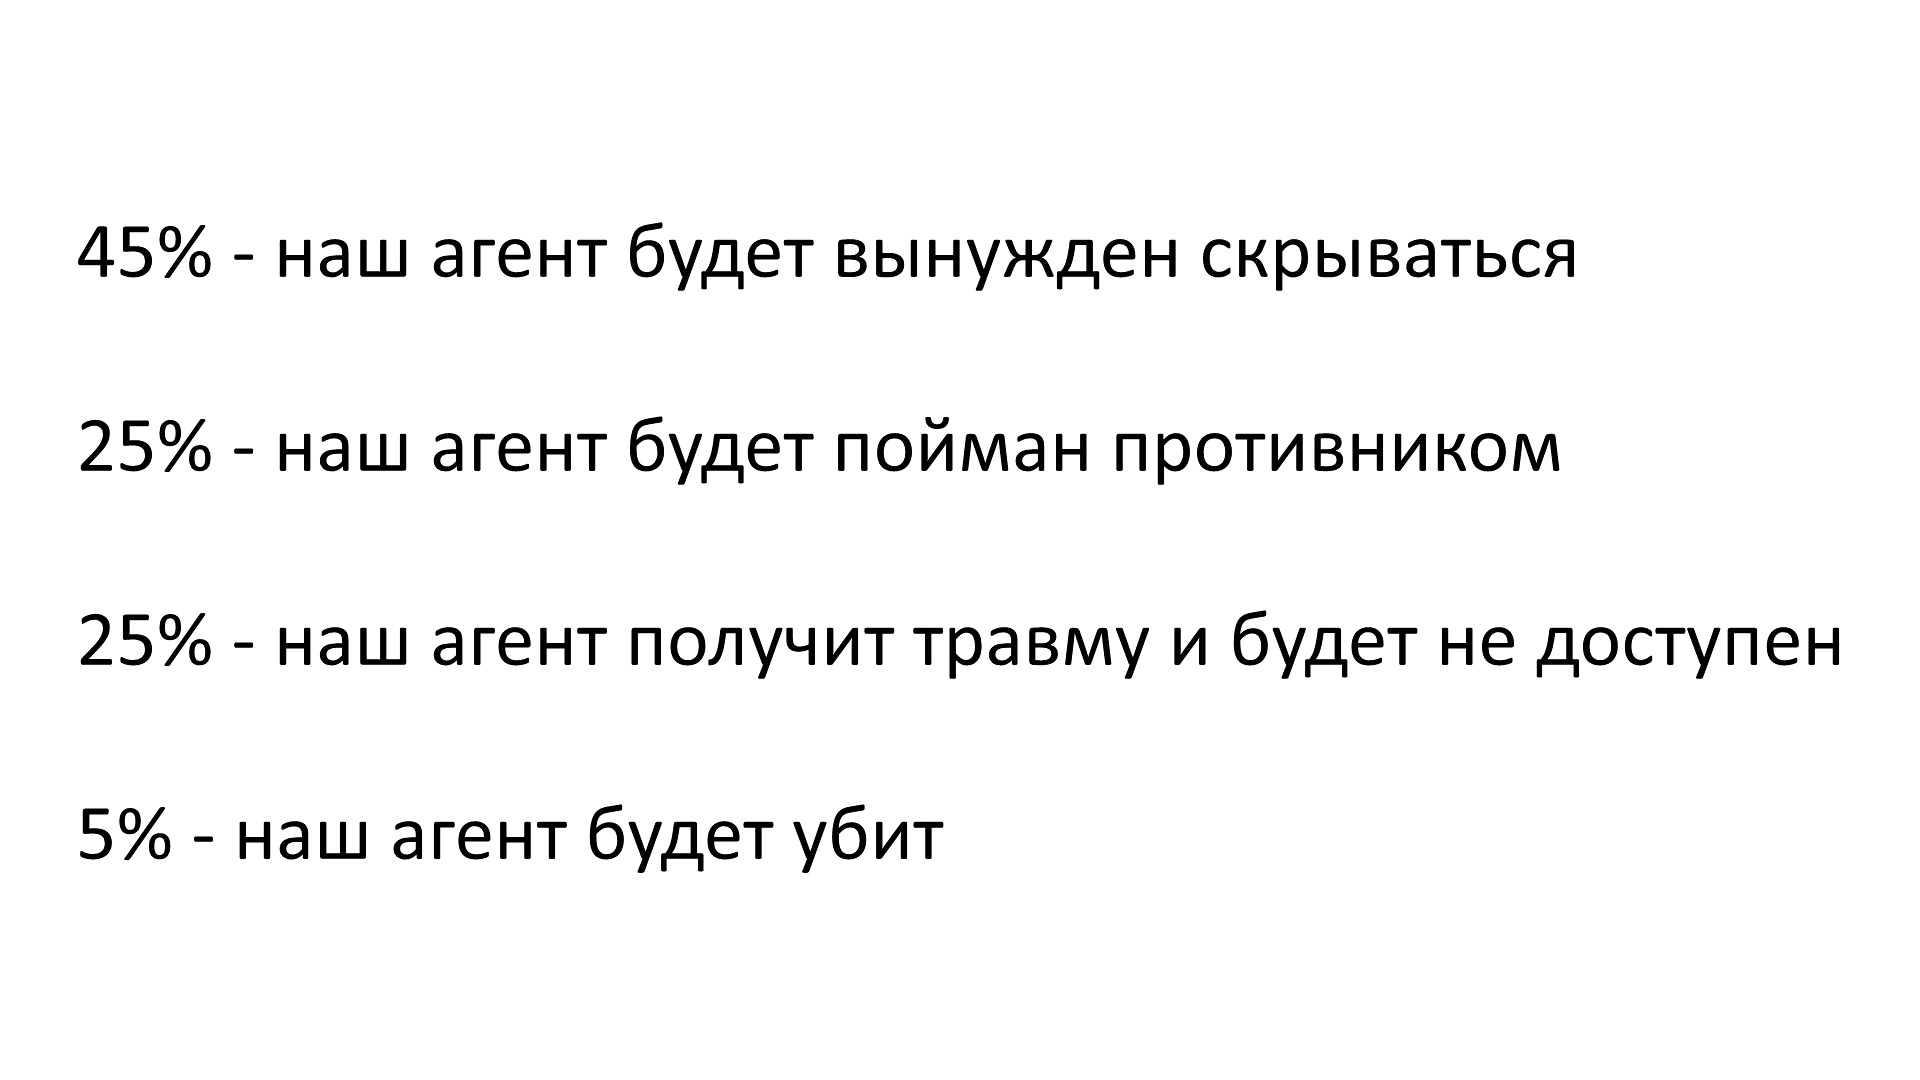 45% - наш агент будет вынужден скрываться
25% - наш агент будет пойман противником
25% - наш агент получит травму и будет не доступен
5% - наш агент будет убит